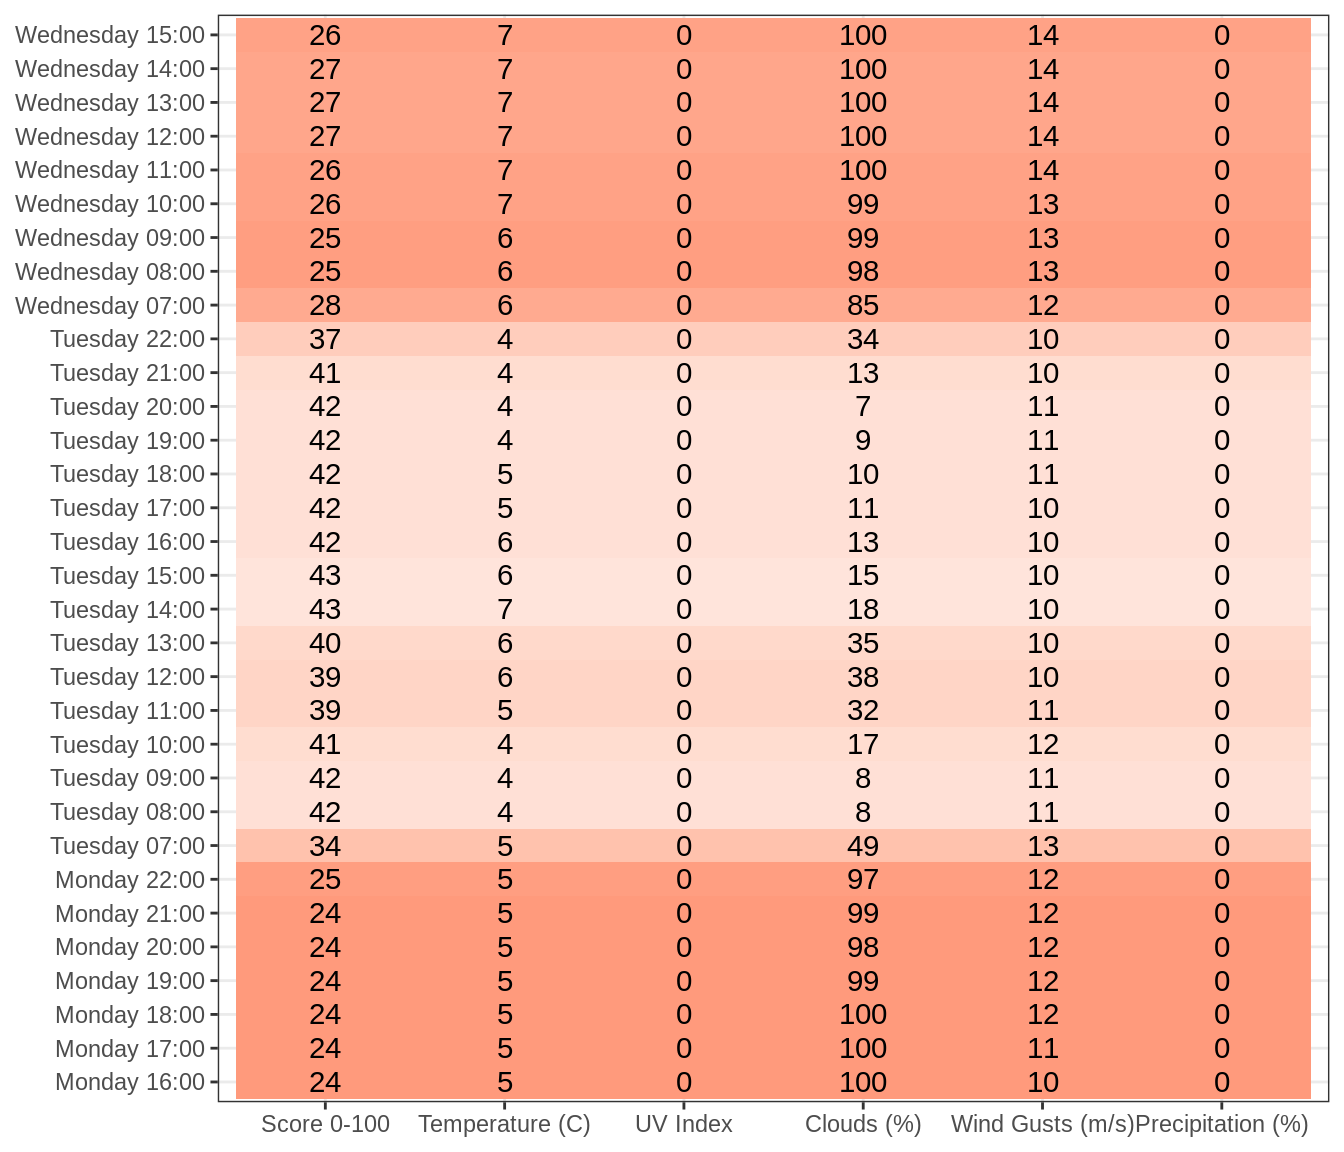 Wednesday 15:00 26 7 0 100 14 0
Wednesday 14:00 27 7 0 100 14 0
Wednesday 13:00 27 7 0 100 14 0
Wednesday 12:00 27 7 0 100 14 0
Wednesday 11:00 26 7 0 100 14 0
Wednesday 10:00 26 7 0 99 13 0
Wednesday 09:00 25 6 0 99 13 0
Wednesday 08:00 25 6 0 98 13 0
Wednesday 07:00 28 6 0 85 12 0
Tuesday 22:00 37 4 0 34 10 0
Tuesday 21:00 41 4 0 13 10 0
Tuesday 20:00 42 4 0 7 11 0
Tuesday 19:00 42 4 0 9 11 0
Tuesday 18:00 42 5 0 10 11 0
Tuesday 17:00 42 5 0 11 10 0
Tuesday 16:00 42 6 0 13 10 0
Tuesday 15:00 43 6 0 15 10 0
Tuesday 14:00 43 7 0 18 10 0
Tuesday 13:00 40 6 0 35 10 0
Tuesday 12:00 39 6 0 38 10 0
Tuesday 11:00 39 5 0 32 11 0
Tuesday 10:00 41 4 0 17 12 0
Tuesday 09:00 42 4 0 8 11 0
Tuesday 08:00 42 4 0 8 11 0
Tuesday 07:00 34 5 0 49 13 0
Monday 22:00 25 5 0 97 12 0
Monday 21:00 24 5 0 99 12 0
Monday 20:00 24 5 0 98 12 0
Monday 19:00 24 5 0 99 12 0
Monday 18:00 24 5 0 100 12 0
Monday 17:00 24 5 0 100 11 0
Monday 16:00 24 5 0 100 10 0
Score 0-100 Temperature (C) UV Index Clouds (%) Wind Gusts (m/s) Precipitation (%)